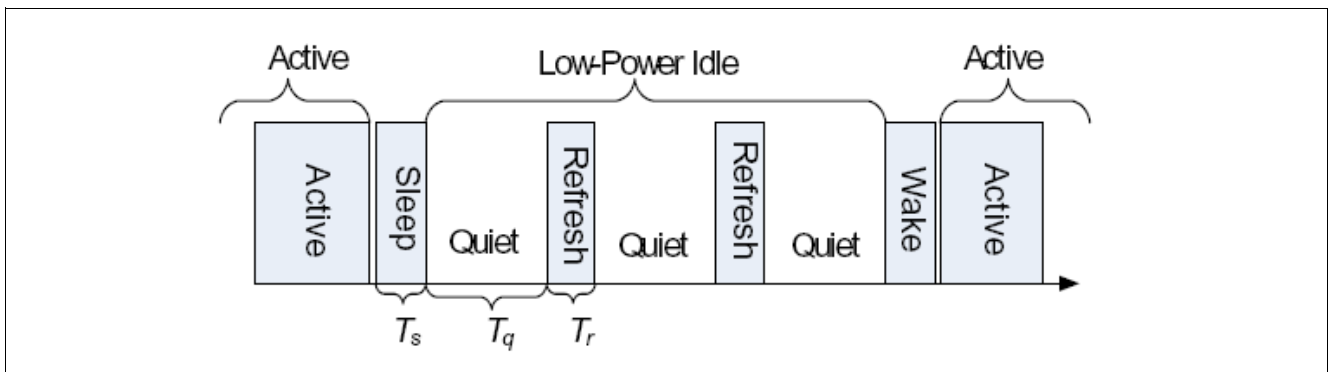 Active
Low-Power Idle
Active
Active
Sleep
Quiet
Refresh
Quiet
Refresh
Quiet
Wake
Active
Ts
Tq
Tr